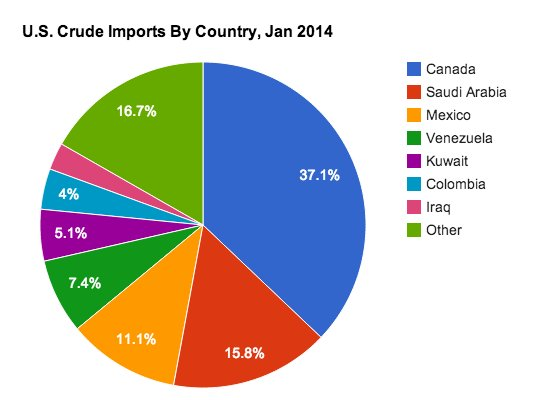 U.S. Crude Imports By Country, Jan 2014
Canada
Saudi Arabia
Mexico
Venezuela
Kuwait
Colombia
Iraq
Other
16.7%
37.1%
4%
5.1%
7.4%
11.1%
15.8%